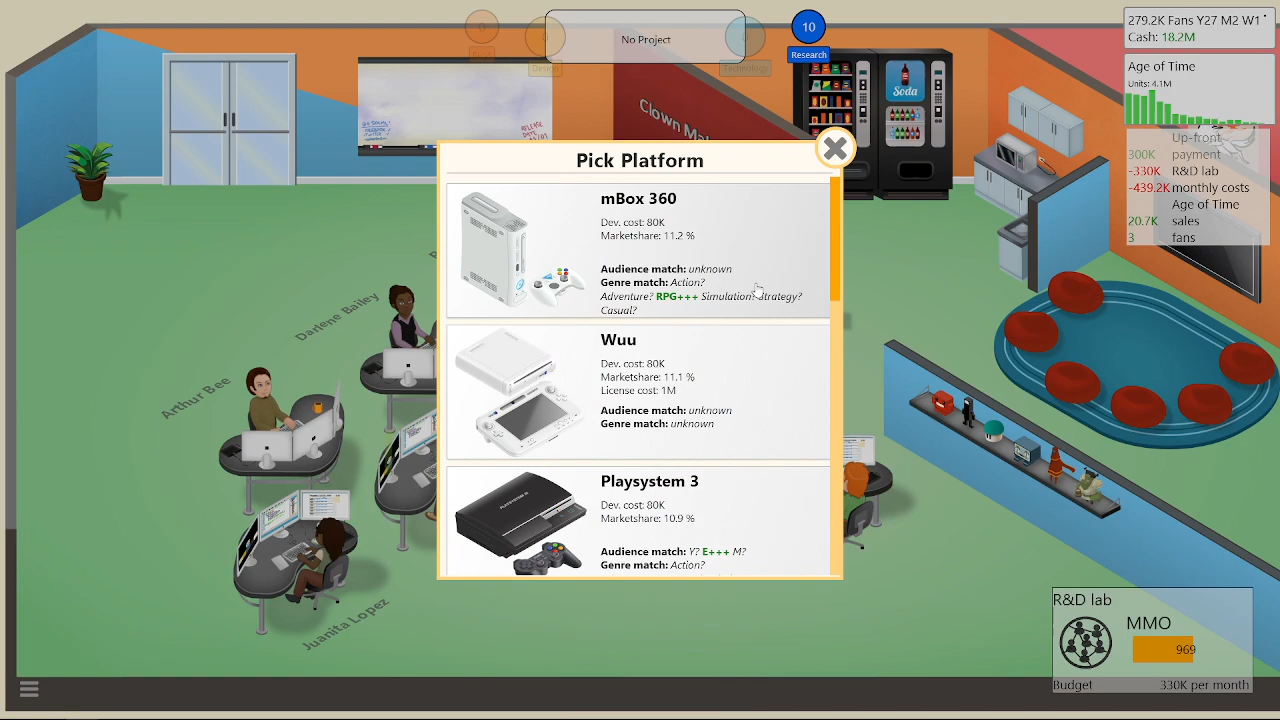 No Project
10
Research
Technology
Design
279.2K Fans Y27 M2 W1
Cash: 18.2M
Age of Time
Units: 4.1M
Up-front
300K payment
-330K R&D lab
-439.2K monthly costs
Age of Time
20.7K sales
3 fans
Soda
Clown
RELEASE
Pick Platform
mBox 360
Dev. cost: 80K
Marketshare: 11.2 %
Audience match: unknown
Genre match: Action?
Adventure? RPG+++ Simulation? Strategy?
Casual?
Wuu
Dev. cost: 80K
Marketshare: 11.1 %
License cost: 1M
Audience match: unknown
Genre match: unknown
Playsystem 3
Dev. cost: 80K
Marketshare: 10.9 %
Audience match: Y? E+++ M?
Genre match: Action?
Darlene Bailey
Arthur Bee
Juanita Lopez
R&D lab
MMO
969
Budget 330K per month